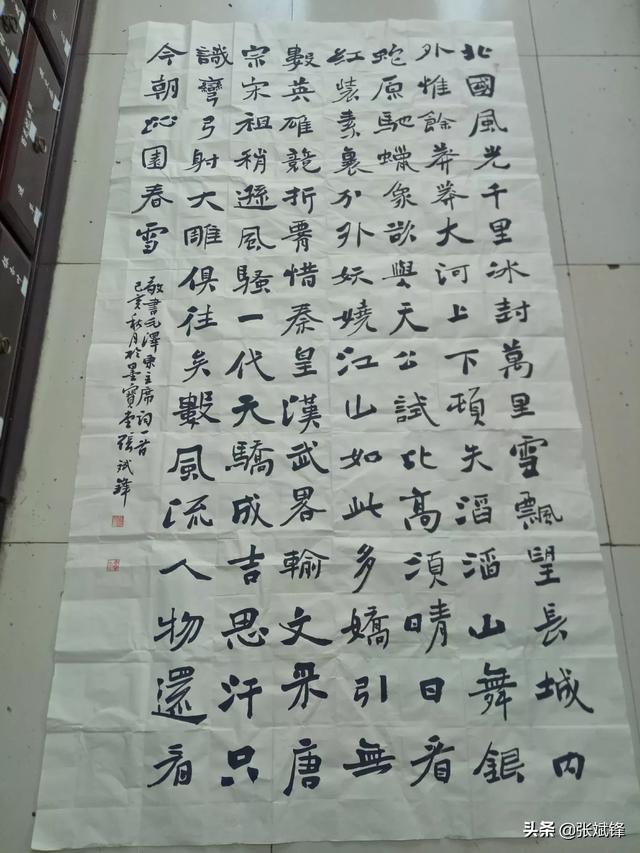 北國風光千里冰封萬里雪飄望長城内
外惟餘莽莽大河上下頓失滔滔山舞銀
蛇原馳蠟象欲與天公試比高須晴日看
紅裝素裹分外妖嬈江山如此多嬌引無
數英雄競折腰惜秦皇漢武畧輸文采唐
宗宋祖稍遜風騷一代天驕成吉思汗只
識彎弓射大雕俱往矣數風流人物還看
今朝沁園春雪
敬書毛澤東主席詞一首
己亥秋月於墨寶堂張斌鋒
头条 @张斌锋